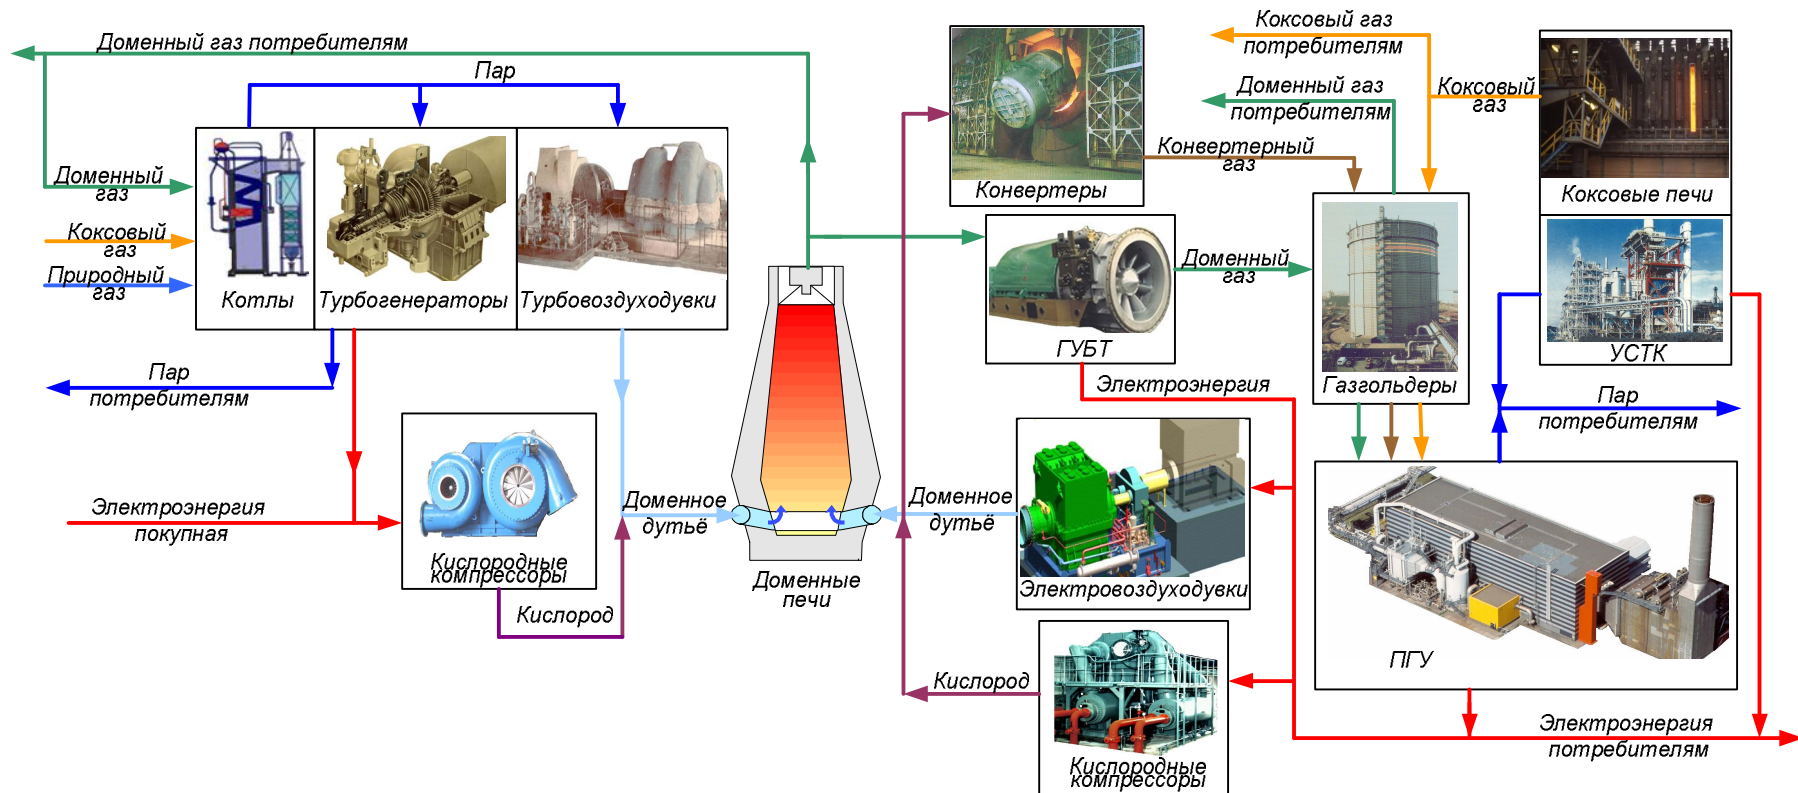 Доменный газ потребителям
Пар
Доменный
газ
Коксовый
газ
Природный
газ
Котлы
Турбогенераторы
Турбовоздуходувки
Пар
потребителям
Электроэнергия
покупная
Кислородные
компрессоры
Кислород
Доменное
дутьё
Доменные
печи
Доменное
дутьё
Конвертеры
ГУБТ
Электроэнергия
Электровоздуходувки
Кислород
Кислородные
компрессоры
Коксовый газ
потребителям
Доменный газ
потребителям
Конвертерный
газ
Доменный
газ
Газгольдеры
Коксовый
газ
Коксовые печи
УСТК
Пар
потребителям
ПГУ
Электроэнергия
потребителям